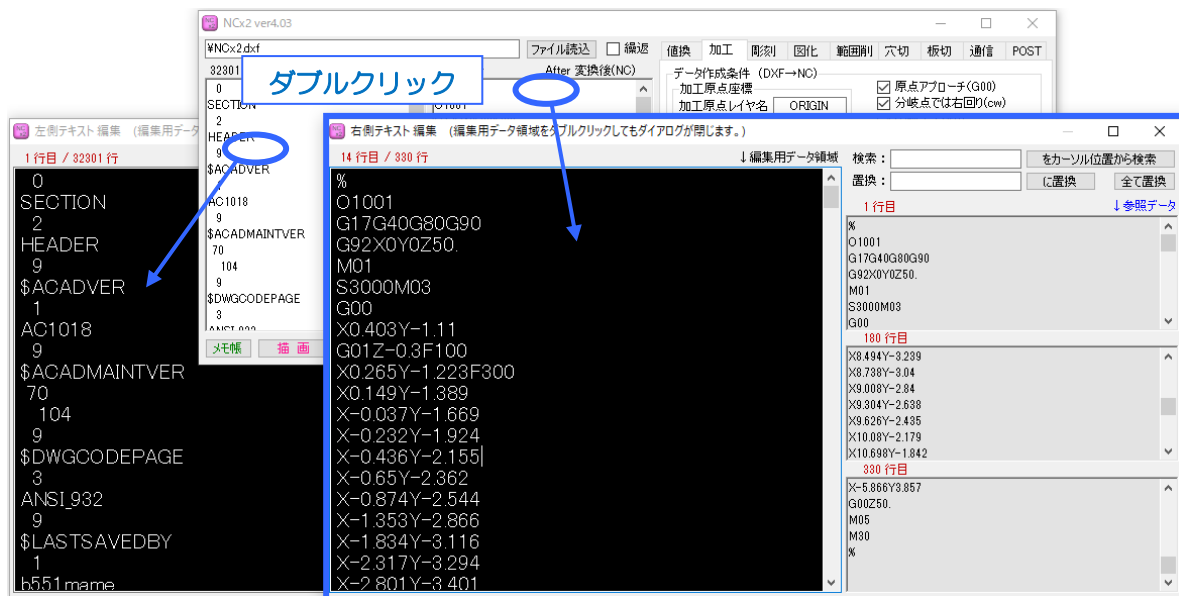 NCx2 ver4.03
¥NCx2.dxf
ファイル読込
繰返
32301
After 変換後(NC)
0
SECTION
2
HEADER
9
$ACADVER
AC1018
9
$ACADMAINTVER
70
104
9
$DWGCODEPAGE
3
ANSI_932
O1001
メモ帳
描 画
値換 加工 彫刻 図化 範囲削 穴切 板切 通信 POST
データ作成条件 (DXF→NC)
加工原点座標
加工原点レイヤ名 ORIGIN
原点アプローチ(G00)
分岐点では右回り(cw)
ダブルクリック
左側テキスト 編集 (編集用データ
1 行目 / 32301 行
0
SECTION
2
HEADER
9
$ACADVER
1
AC1018
9
$ACADMAINTVER
70
104
9
$DWGCODEPAGE
3
ANSI_932
9
$LASTSAVEDBY
1
b551mame
右側テキスト 編集 (編集用データ領域をダブルクリックしてもダイアログが閉じます。)
14 行目 / 330 行
↓編集用データ領域
%
O1001
G17G40G80G90
G92X0Y0Z50.
M01
S3000M03
G00
X0.403Y-1.11
G01Z-0.3F100
X0.265Y-1.223F300
X0.149Y-1.389
X-0.037Y-1.669
X-0.232Y-1.924
X-0.436Y-2.155
X-0.65Y-2.362
X-0.874Y-2.544
X-1.353Y-2.866
X-1.834Y-3.116
X-2.317Y-3.294
X-2.801Y-3.401
検索:
をカーソル位置から検索
置換:
に置換
全て置換
1 行目
↓参照データ
%
O1001
G17G40G80G90
G92X0Y0Z50.
M01
S3000M03
G00
180 行目
X8.494Y-3.239
X8.738Y-3.04
X9.008Y-2.84
X9.304Y-2.638
X9.626Y-2.435
X10.08Y-2.179
X10.698Y-1.842
330 行目
X-5.866Y3.857
G00Z50.
M05
M30
%